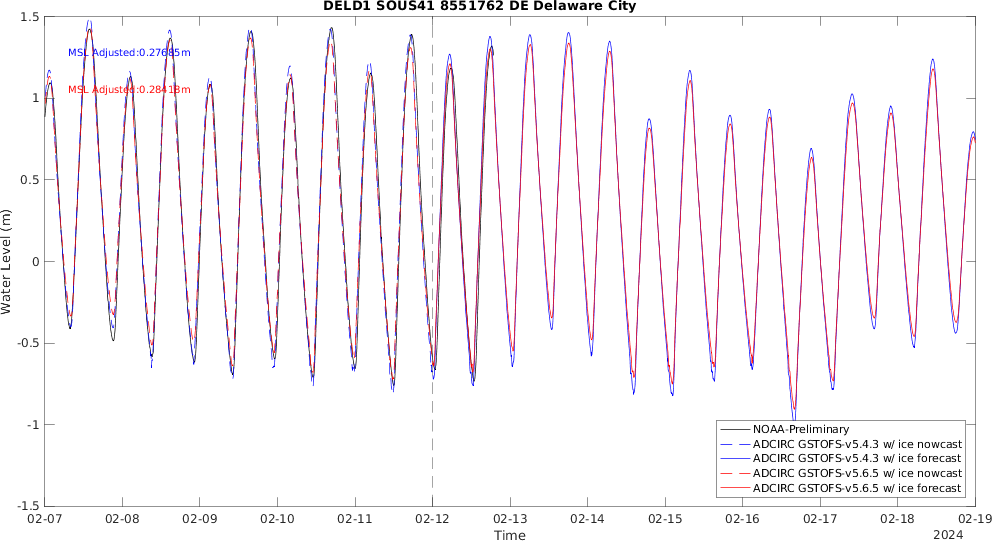 DELD1 SOUS41 8551762 DE Delaware City
1.5
1
0.5
0
-0.5
-1
-1.5
Water Level (m)
MSL Adjusted:0.27685m
MSL Adjusted:0.28413m
NOAA-Preliminary
ADCIRC GSTOFS-v5.4.3 w/ ice nowcast
ADCIRC GSTOFS-v5.4.3 w/ ice forecast
ADCIRC GSTOFS-v5.6.5 w/ ice nowcast
ADCIRC GSTOFS-v5.6.5 w/ ice forecast
02-07 02-08 02-09 02-10 02-11 02-12 02-13 02-14 02-15 02-16 02-17 02-18 02-19
Time
2024